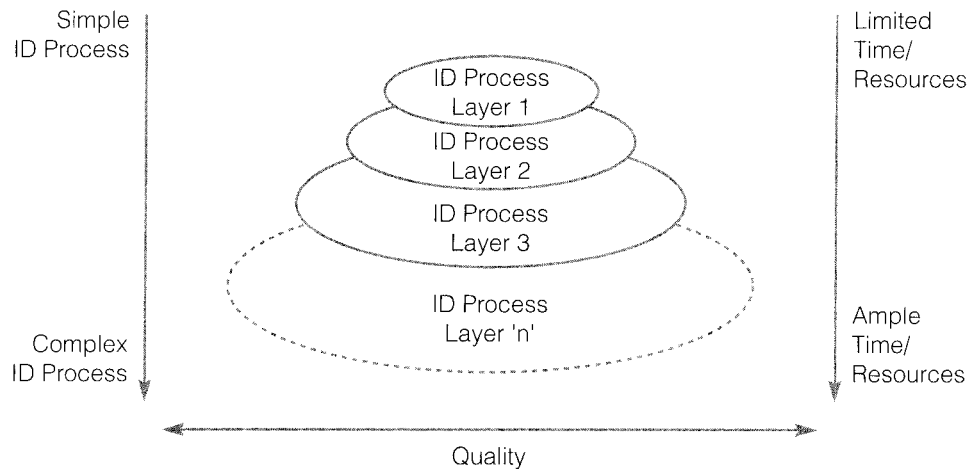 Simple
ID Process
Limited
Time/
Resources
ID Process
Layer 1
ID Process
Layer 2
ID Process
Layer 3
ID Process
Layer 'n'
Complex
ID Process
Ample
Time/
Resources
Quality